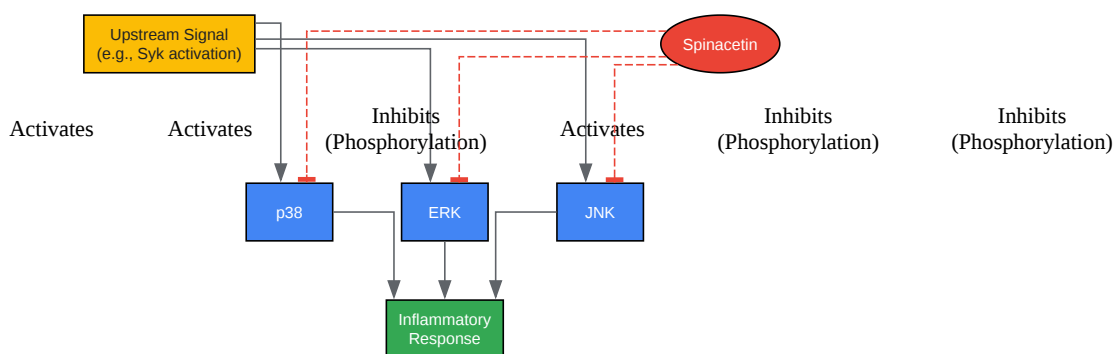 Upstream Signal
(e.g., Syk activation)
Spinacetin
Activates
Activates
Inhibits
(Phosphorylation)
Activates
Inhibits
(Phosphorylation)
Inhibits
(Phosphorylation)
p38
ERK
JNK
Inflammatory
Response